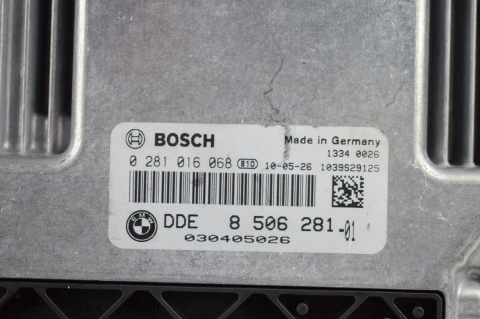 BOSCH Made in Germany
1334 0026
0 281 016 068 B10 10-05-26 1039S29125
DDE 8 506 281-01
030405026